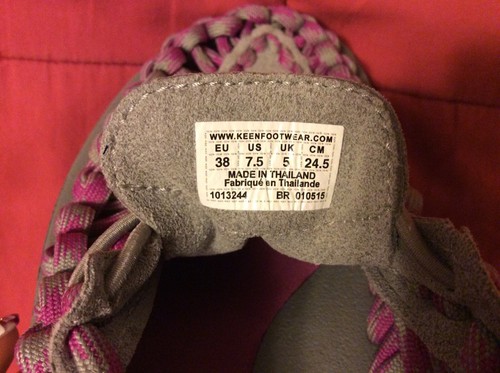 WWW.KEENFOOTWEAR.COM
EU US UK CM
38 7.5 5 24.5
MADE IN THAILAND
Fabriqué en Thaïlande
1013244 BR 010515